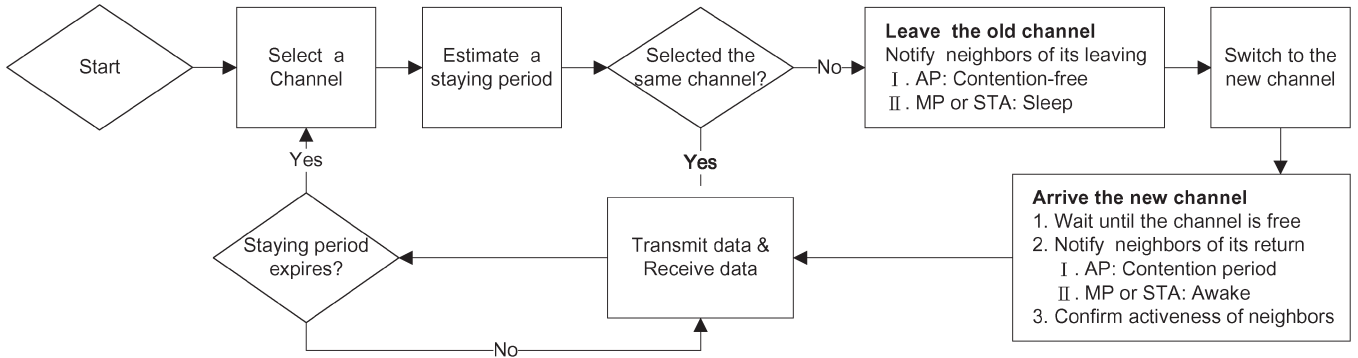 Start
Select a
Channel
Estimate a
staying period
Selected the
same channel?
No
Leave the old channel
Notify neighbors of its leaving
Ⅰ. AP: Contention-free
Ⅱ. MP or STA: Sleep
Switch to the
new channel
Yes
Yes
Arrive the new channel
1. Wait until the channel is free
2. Notify neighbors of its return
Ⅰ. AP: Contention period
Ⅱ. MP or STA: Awake
3. Confirm activeness of neighbors
Transmit data &
Receive data
Staying period
expires?
No